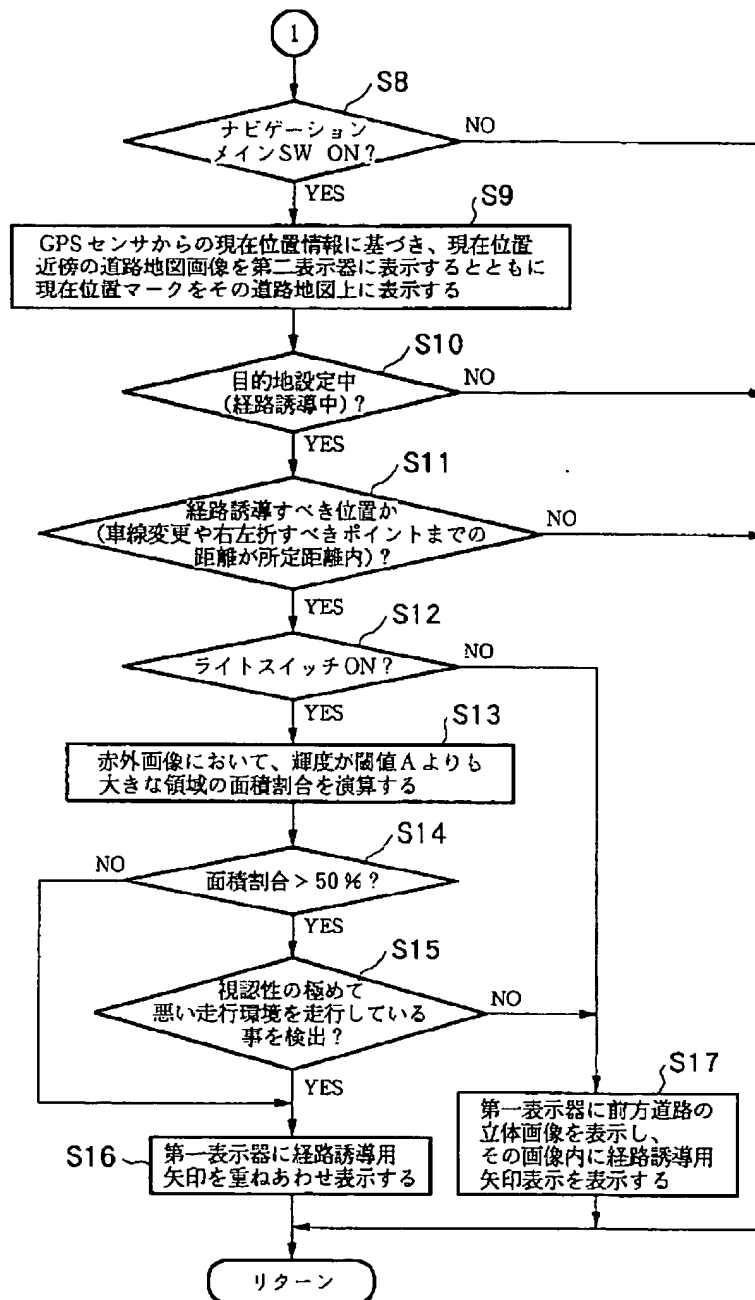 1
S8
ナビゲーション
メインSW ON?
NO
YES
S9
GPSセンサからの現在位置情報に基づき、現在位置
近傍の道路地図画像を第二表示器に表示するとともに
現在位置マークをその道路地図上に表示する
S10
目的地設定中
(経路誘導中)?
NO
YES
S11
経路誘導すべき位置か
(車線変更や右左折すべきポイントまでの
距離が所定距離内)?
NO
YES
S12
ライトスイッチON?
NO
YES
S13
赤外画像において、輝度が閾値Aよりも
大きな領域の面積割合を演算する
S14
NO
面積割合>50%?
YES
S15
視認性の極めて
悪い走行環境を走行している
事を検出?
NO
YES
S16
第一表示器に経路誘導用
矢印を重ねあわせ表示する
S17
第一表示器に前方道路の
立体画像を表示し、
その画像内に経路誘導用
矢印表示を表示する
リターン